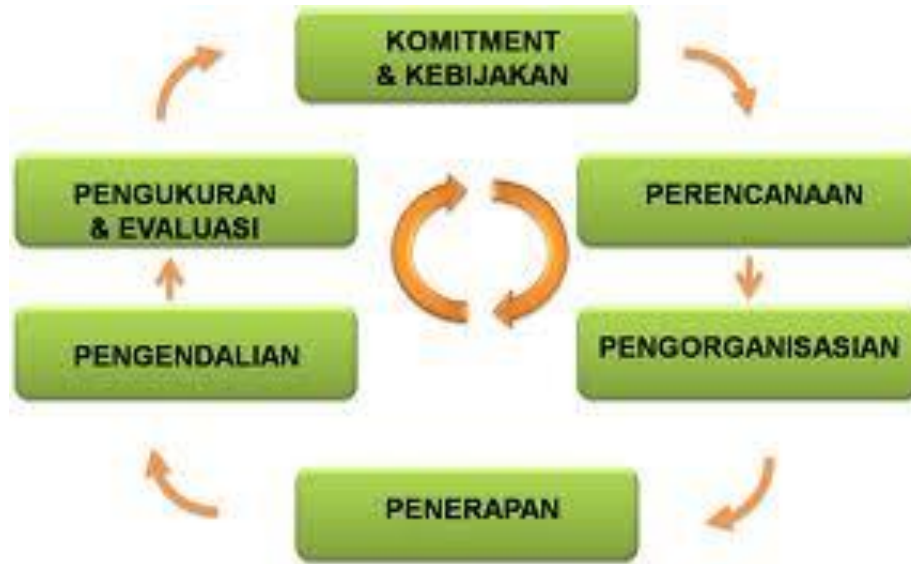 KOMITMENT
& KEBIJAKAN
PERENCANAAN
PENGORGANISASIAN
PENERAPAN
PENGENDALIAN
PENGUKURAN
& EVALUASI